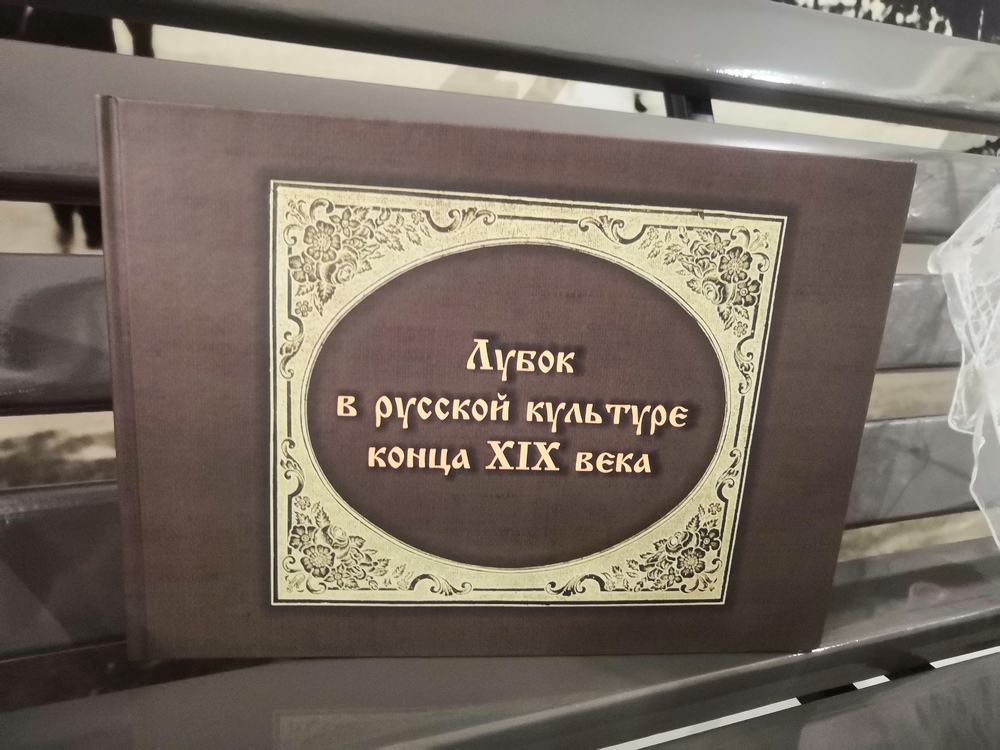 Лубок
в русской культуре
конца XIX века